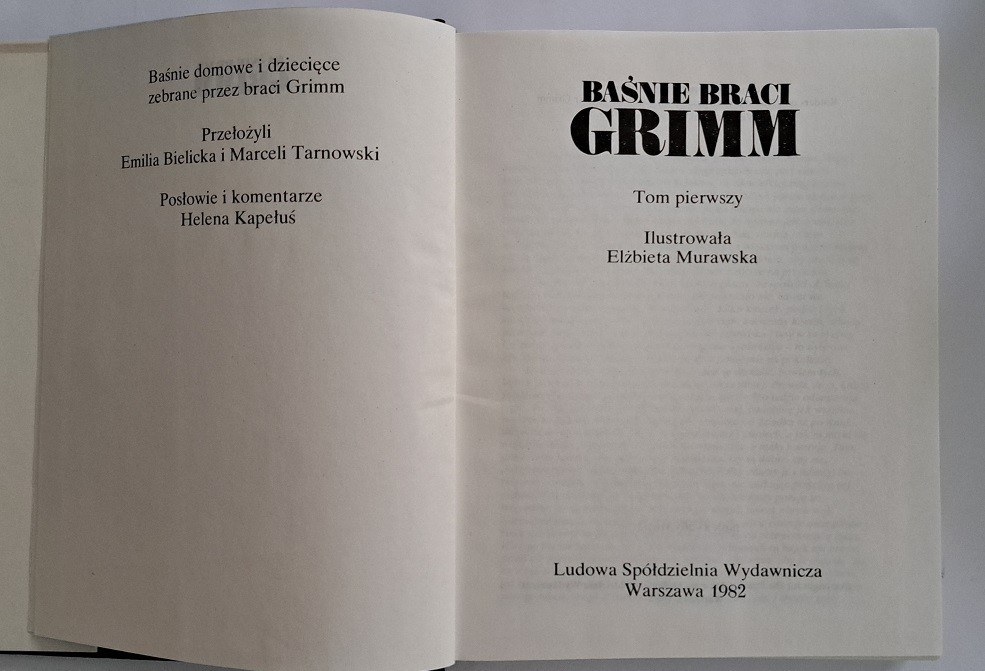 Baśnie domowe i dziecięce
zebrane przez braci Grimm
Przełożyli
Emilia Bielicka i Marceli Tarnowski
Posłowie i komentarze
Helena Kapełuś
BAŚNIE BRACI
GRIMM
Tom pierwszy
Ilustrowała
Elżbieta Murawska
Ludowa Spółdzielnia Wydawnicza
Warszawa 1982